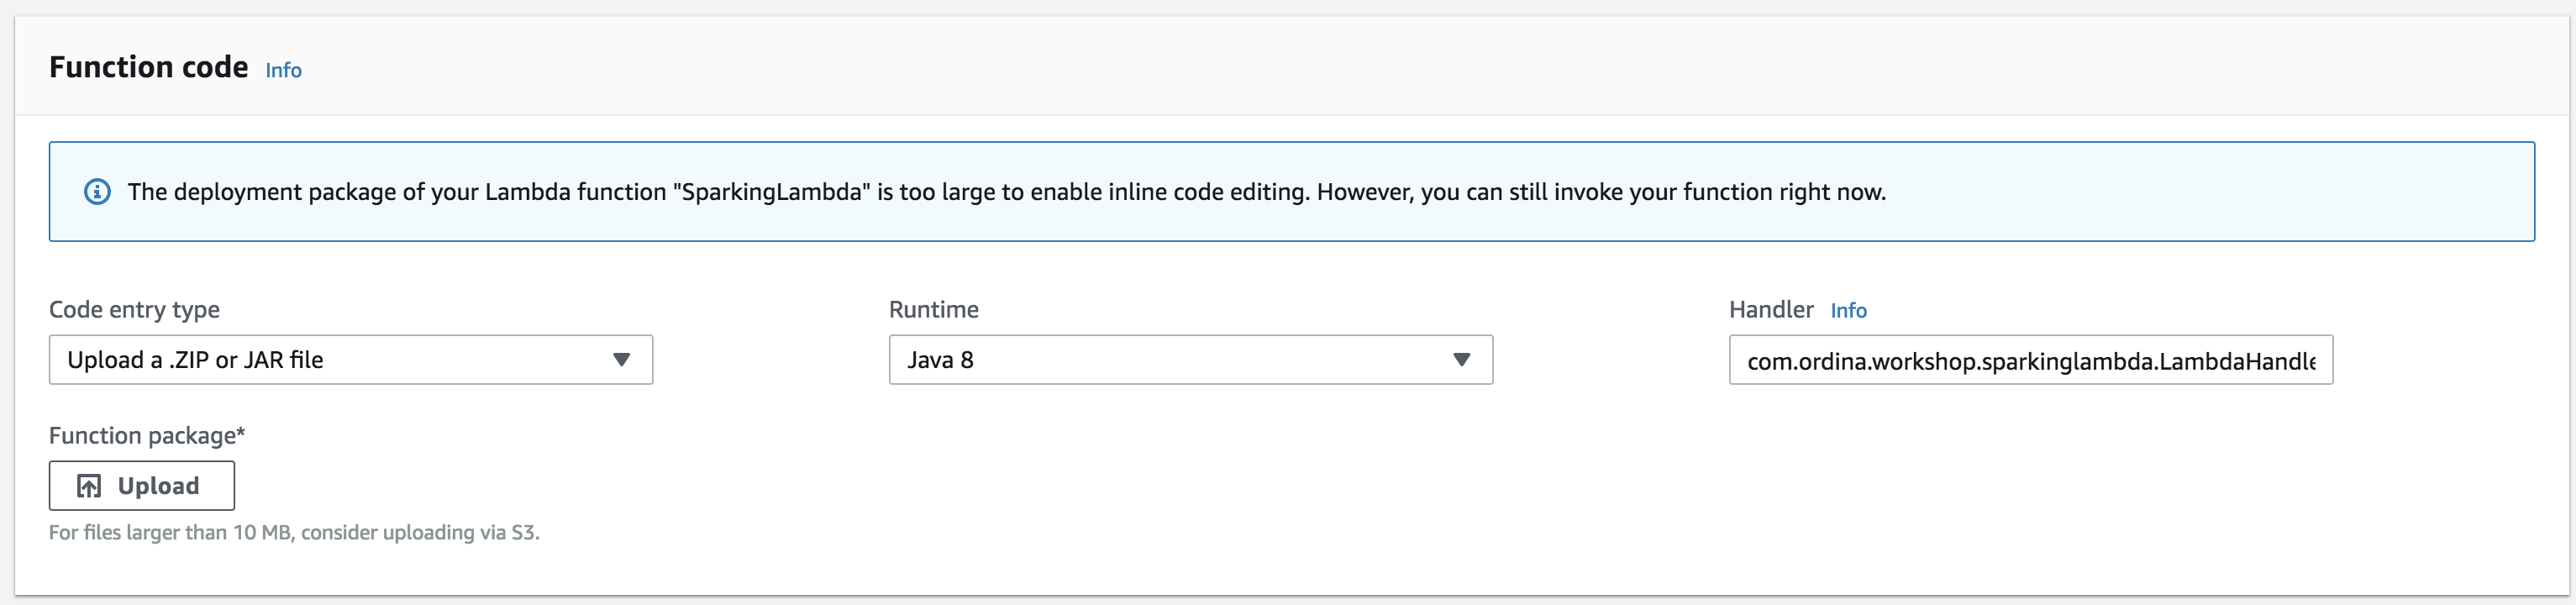 Function code Info
The deployment package of your Lambda function "SparkingLambda" is too large to enable inline code editing. However, you can still invoke your function right now.
Code entry type
Runtime
Handler Info
Upload a .ZIP or JAR file
Java 8
com.ordina.workshop.sparkinglambda.LambdaHandle
Function package*
Upload
For files larger than 10 MB, consider uploading via S3.